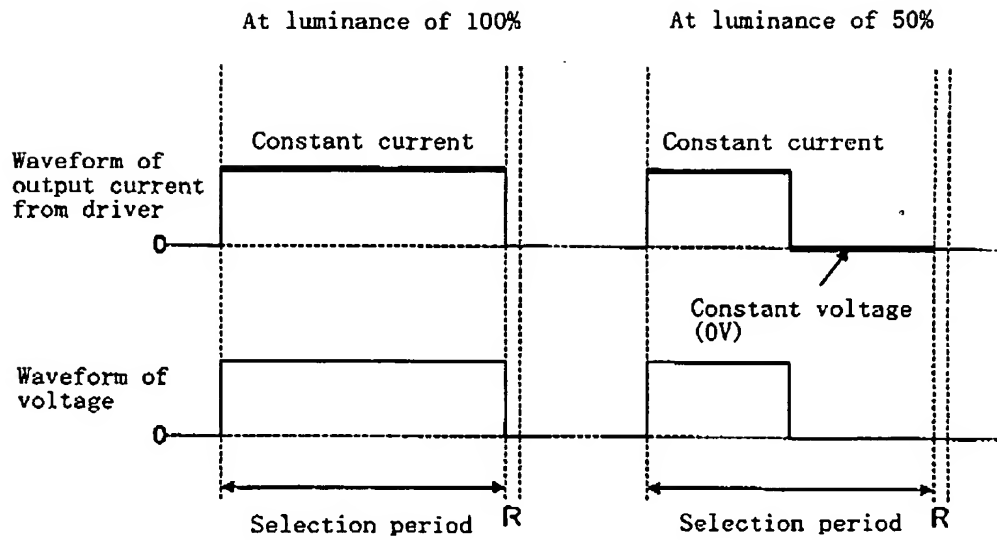 At luminance of 100%
At luminance of 50%
Constant current
Constant current
Waveform of
output current
from driver
0
Constant voltage
(0V)
Waveform of
voltage
0
Selection period
R
Selection period
R